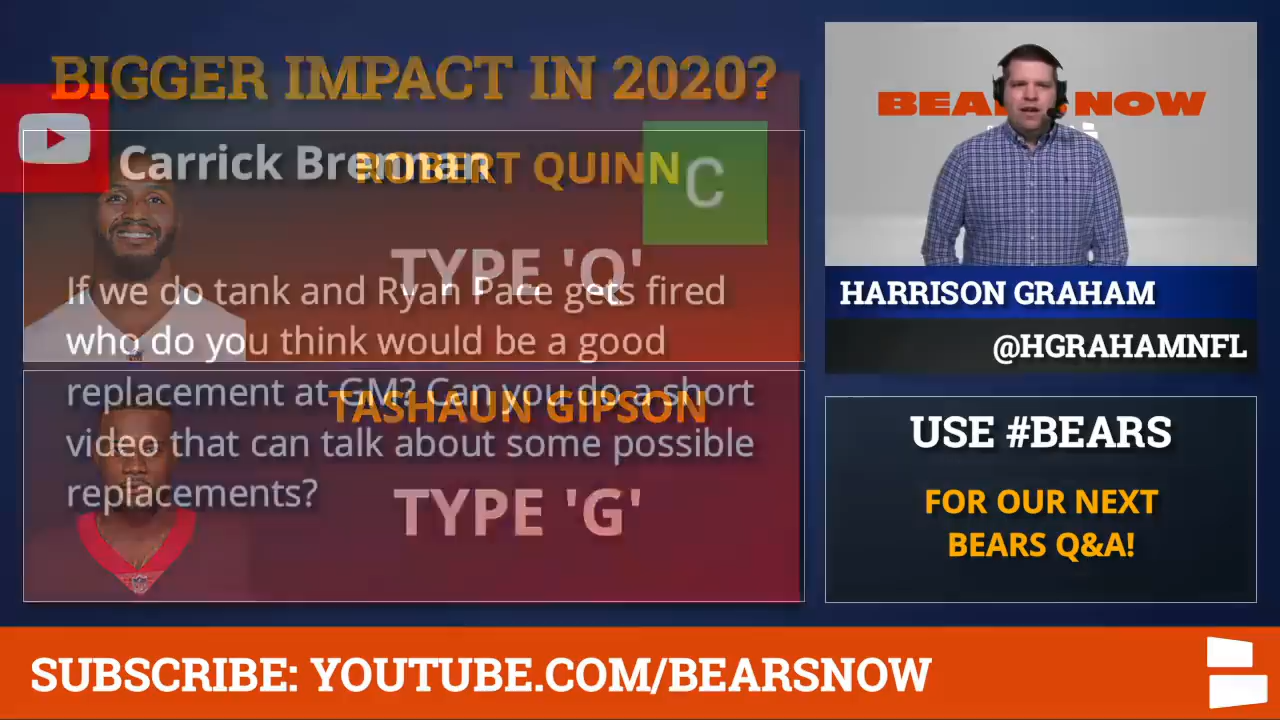 BIGGER IMPACT IN 2020?
Carrick Brennan
ROBERT QUINN
C
TYPE 'Q'
If we do tank and Ryan Pace gets fired
who do you think would be a good
replacement at GM? Can you do a short
video that can talk about some possible
replacements?
TASHAUN GIPSON
TYPE 'G'
BEARS NOW
HARRISON GRAHAM
@HGRAHAMNFL
USE #BEARS
FOR OUR NEXT
BEARS Q&A!
SUBSCRIBE: YOUTUBE.COM/BEARSNOW